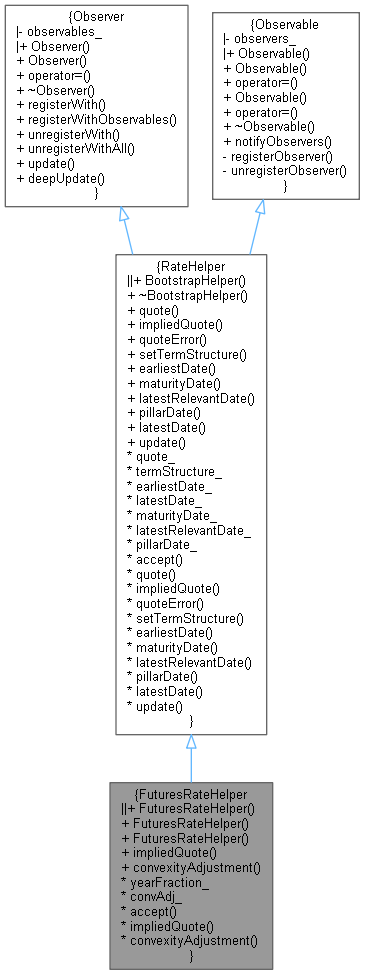 {Observer
|- observables_
|+ Observer()
+ Observer()
+ operator=()
+ ~Observer()
+ registerWith()
+ registerWithObservables()
+ unregisterWith()
+ unregisterWithAll()
+ update()
+ deepUpdate()
}
{Observable
|- observers_
|+ Observable()
+ Observable()
+ operator=()
+ Observable()
+ operator=()
+ ~Observable()
+ notifyObservers()
- registerObserver()
- unregisterObserver()
}
{RateHelper
||+ BootstrapHelper()
+ ~BootstrapHelper()
+ quote()
+ impliedQuote()
+ quoteError()
+ setTermStructure()
+ earliestDate()
+ maturityDate()
+ latestRelevantDate()
+ pillarDate()
+ latestDate()
+ update()
* quote_
* termStructure_
* earliestDate_
* latestDate_
* maturityDate_
* latestRelevantDate_
* pillarDate_
* accept()
* quote()
* impliedQuote()
* quoteError()
* setTermStructure()
* earliestDate()
* maturityDate()
* latestRelevantDate()
* pillarDate()
* latestDate()
* update()
}
{FuturesRateHelper
||+ FuturesRateHelper()
+ FuturesRateHelper()
+ FuturesRateHelper()
+ impliedQuote()
+ convexityAdjustment()
* yearFraction_
* convAdj_
* accept()
* impliedQuote()
* convexityAdjustment()
}